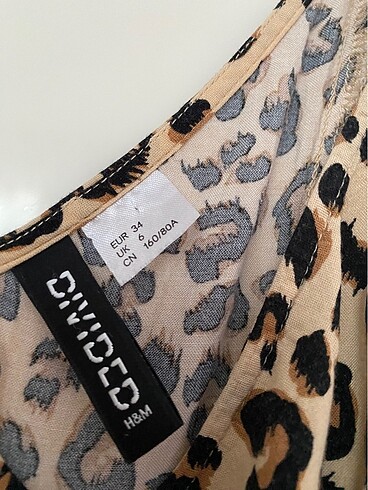 EUR 34
UK 6
CN 160/80A
DIVIDED
H&M